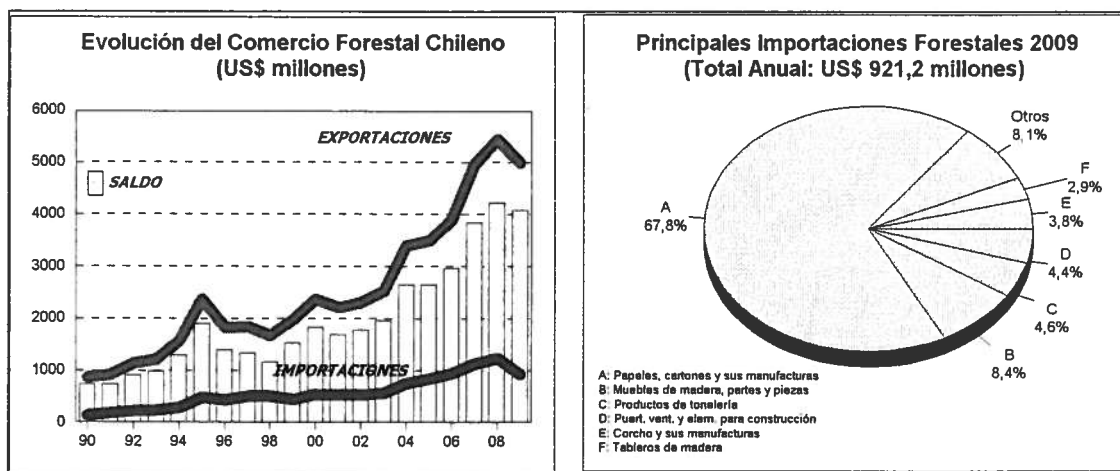 Evolución del Comercio Forestal Chileno
(US$ millones)
6000
5000
4000
3000
2000
1000
0
EXPORTACIONES
SALDO
IMPORTACIONES
90 92 94 96 98 00 02 04 06 08
Principales Importaciones Forestales 2009
(Total Anual: US$ 921,2 millones)
Otros
8,1%
F
2,9%
E
3,8%
D
4,4%
C
4,6%
B
8,4%
A
67,8%
A: Papeles, cartones y sus manufacturas
B: Muebles de madera, partes y piezas
C: Productos de tonelería
D: Puert. vent. y elem. para construcción
E: Corcho y sus manufacturas
F: Tableros de madera